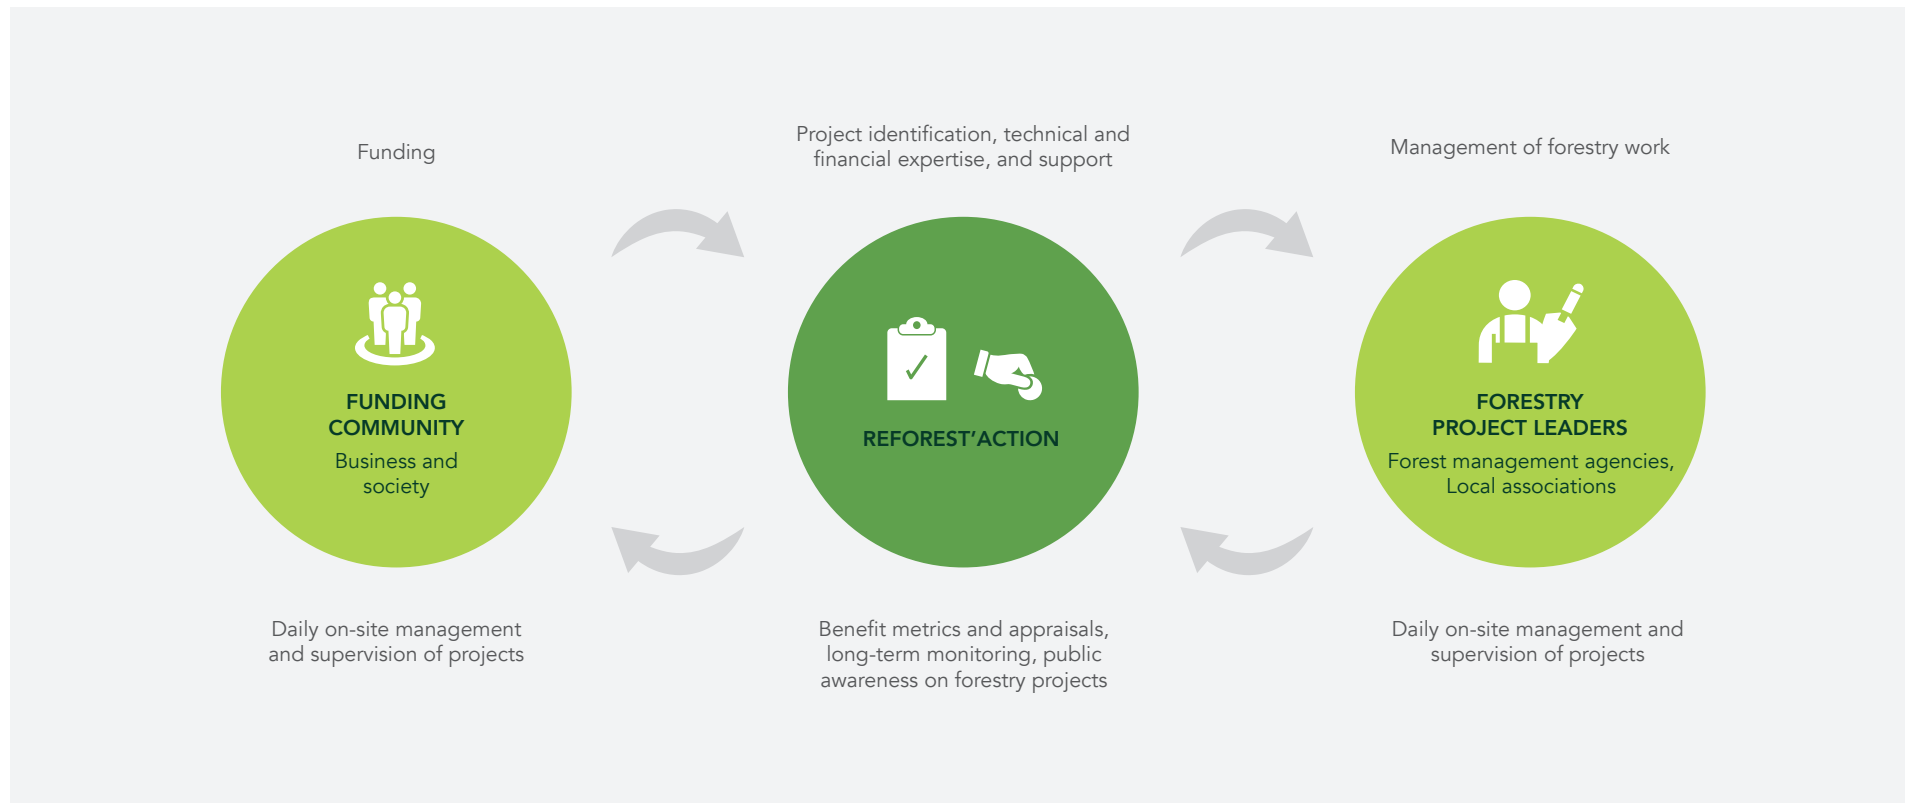 Funding
Project identification, technical and
financial expertise, and support
Management of forestry work
FUNDING
COMMUNITY
Business and
society
REFOREST’ACTION
FORESTRY
PROJECT LEADERS
Forest management agencies,
Local associations
Daily on-site management
and supervision of projects
Benefit metrics and appraisals,
long-term monitoring, public
awareness on forestry projects
Daily on-site management and
supervision of projects